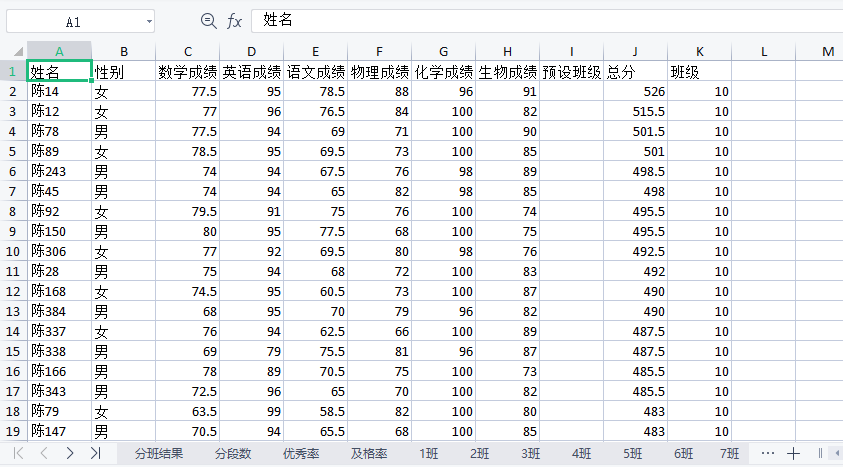 A1 fx 姓名
A B C D E F G H I J K L M
1 姓名 性别 数学成绩 英语成绩 语文成绩 物理成绩 化学成绩 生物成绩 预设班级 总分 班级
2 陈14 女 77.5 95 78.5 88 96 91 526 10
3 陈12 女 77 96 76.5 84 100 82 515.5 10
4 陈78 男 77.5 94 69 71 100 90 501.5 10
5 陈89 女 78.5 95 69.5 73 100 85 501 10
6 陈243 男 74 94 67.5 76 98 89 498.5 10
7 陈45 男 74 94 65 82 98 85 498 10
8 陈92 女 79.5 91 75 76 100 74 495.5 10
9 陈150 男 80 95 77.5 68 100 75 495.5 10
10 陈306 女 77 92 69.5 80 98 76 492.5 10
11 陈28 男 75 94 68 72 100 83 492 10
12 陈168 女 74.5 95 60.5 73 100 87 490 10
13 陈384 男 68 95 70 79 96 82 490 10
14 陈337 女 76 94 62.5 66 100 89 487.5 10
15 陈338 男 69 79 75.5 81 96 87 487.5 10
16 陈166 男 78 89 70.5 75 100 73 485.5 10
17 陈343 男 72.5 96 65 70 100 82 485.5 10
18 陈79 女 63.5 99 58.5 82 100 80 483 10
19 陈147 男 70.5 94 65.5 68 100 85 483 10
分班结果 分段数 优秀率 及格率 1班 2班 3班 4班 5班 6班 7班 ··· +